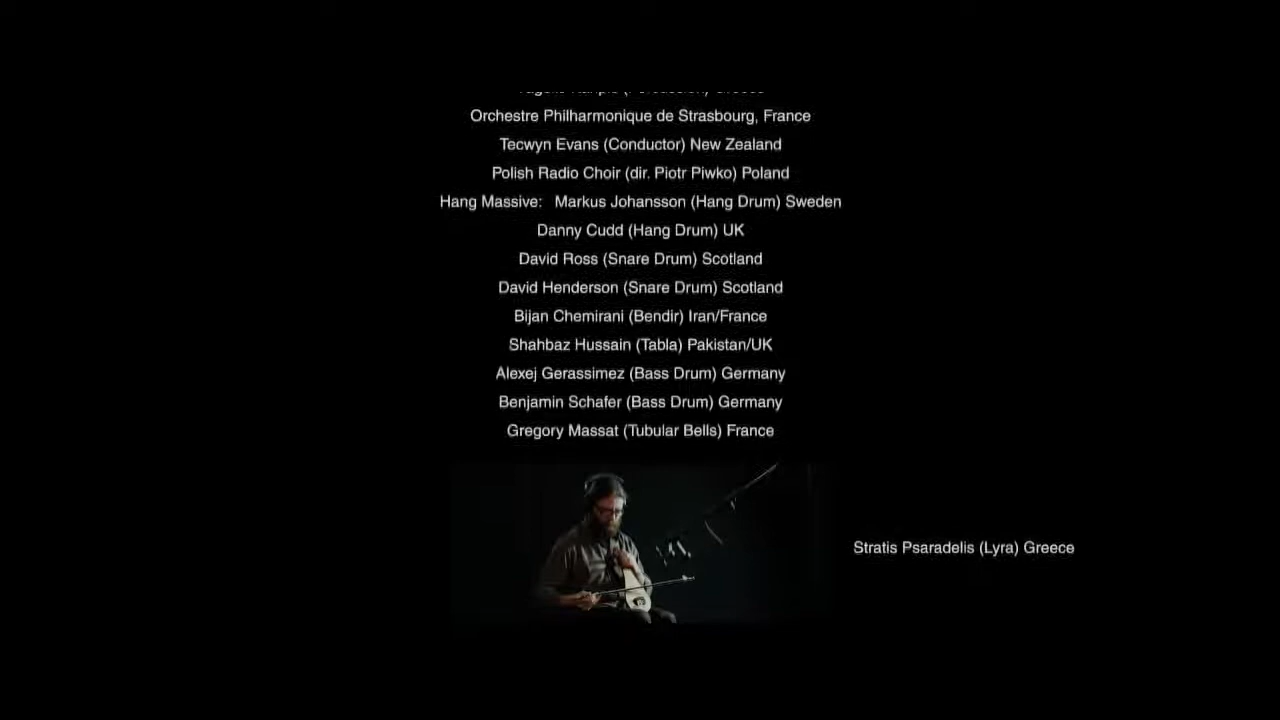 Orchestre Philharmonique de Strasbourg, France
Tecwyn Evans (Conductor) New Zealand
Polish Radio Choir (dir. Piotr Piwko) Poland
Hang Massive: Markus Johansson (Hang Drum) Sweden
Danny Cudd (Hang Drum) UK
David Ross (Snare Drum) Scotland
David Henderson (Snare Drum) Scotland
Bijan Chemirani (Bendir) Iran/France
Shahbaz Hussain (Tabla) Pakistan/UK
Alexej Gerassimez (Bass Drum) Germany
Benjamin Schafer (Bass Drum) Germany
Gregory Massat (Tubular Bells) France
Stratis Psaradelis (Lyra) Greece